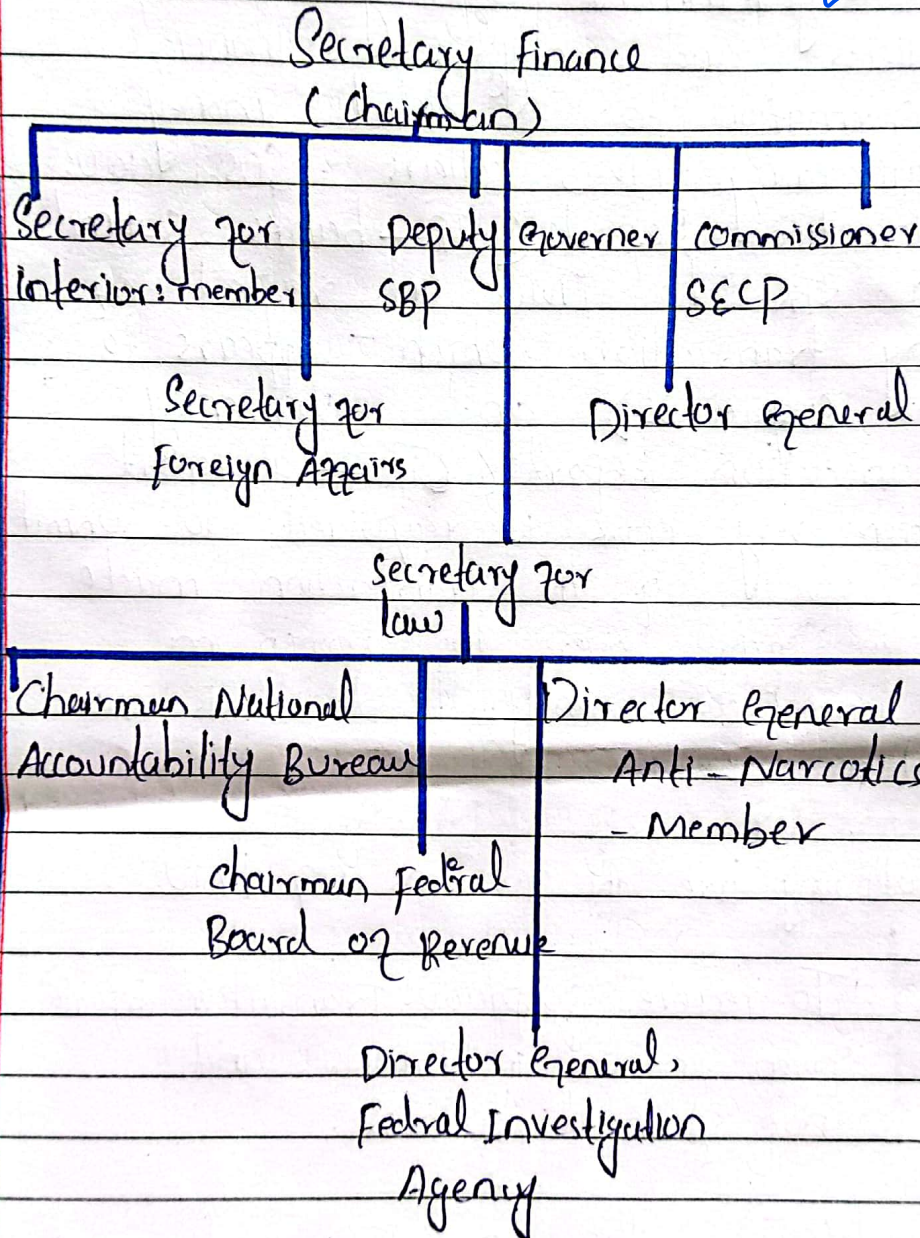 Secretary Finance
(Chairman)
Secretary for
interior: member
Deputy Governer
SBP
commissioner
SECP
Secretary for
Foreign Affairs
Director General
Secretary for
law
Chairman National
Accountability Bureau
Director General
Anti-Narcotics
- Member
Chairman Federal
Board of Revenue
Director General,
Fedral Investigation
Agency